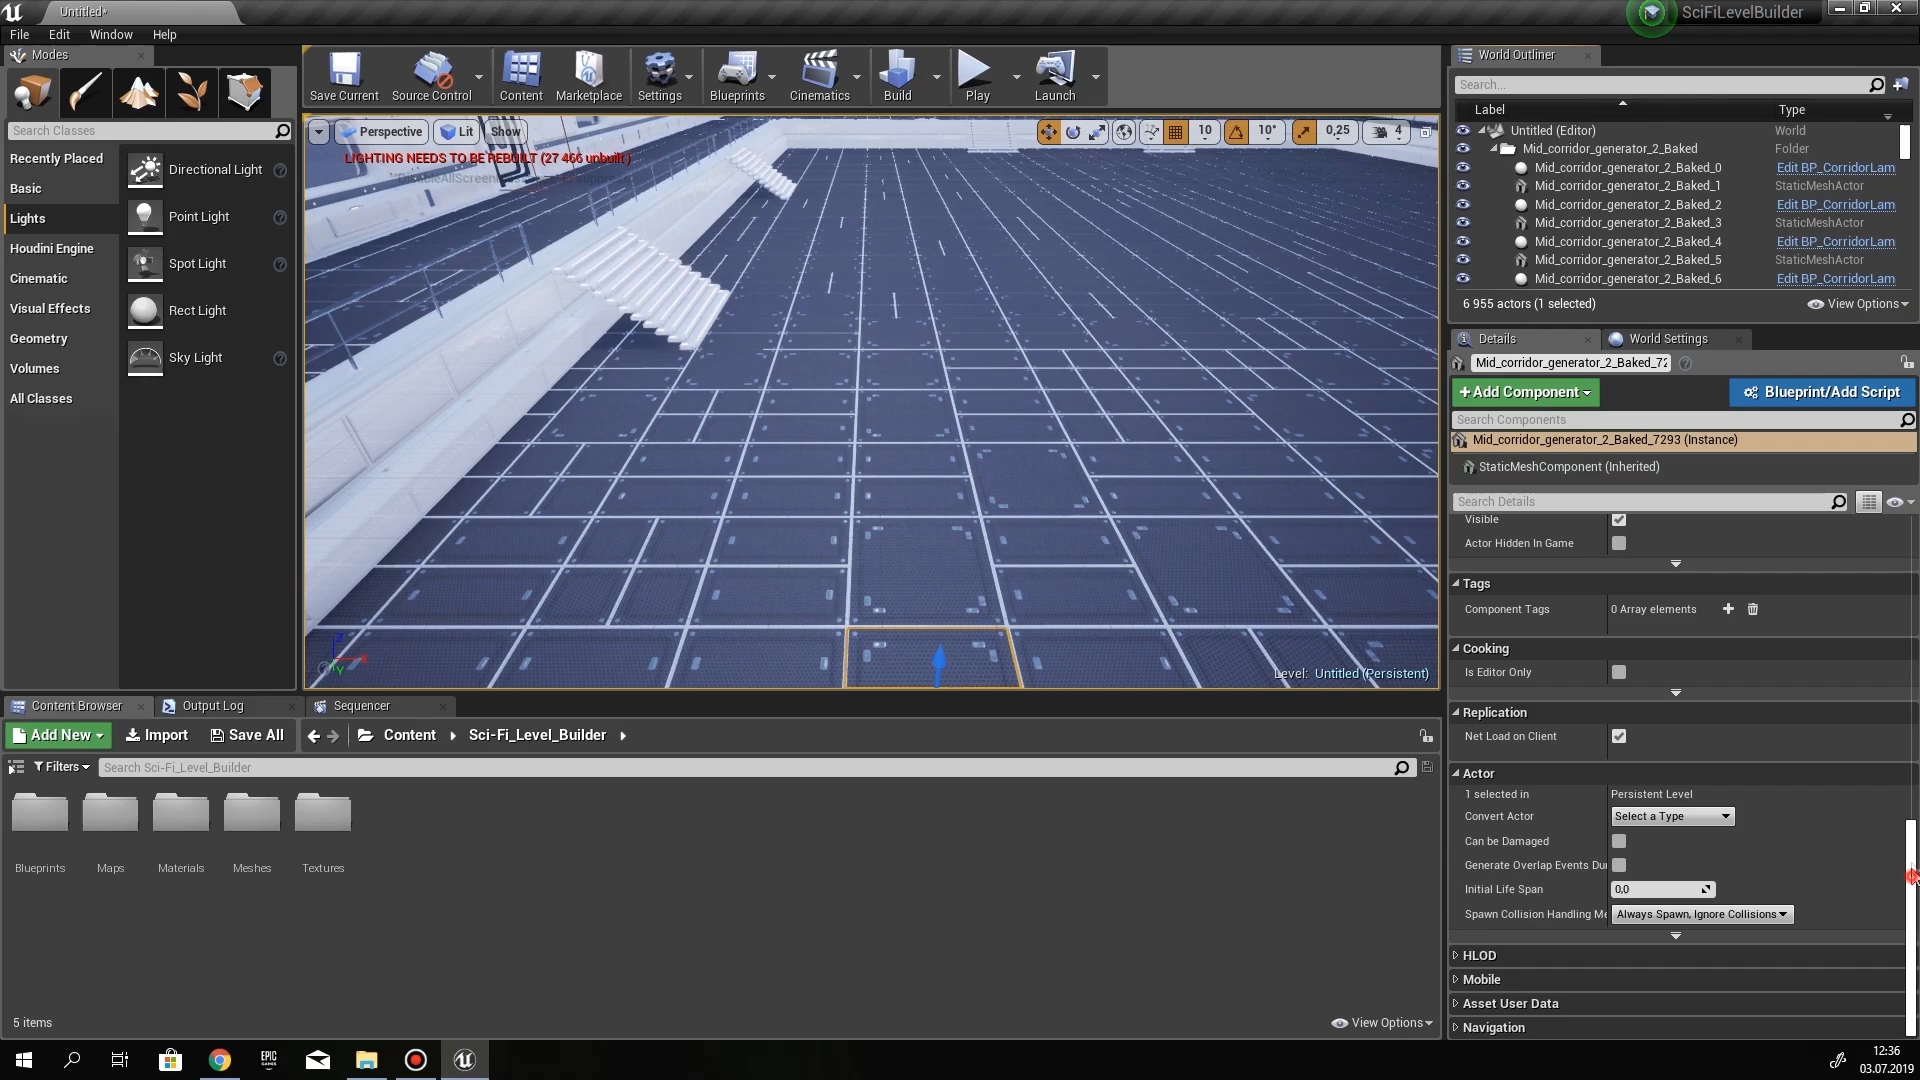 Untitled*
SciFiLevelBuilder
File Edit Window Help
Modes
Search Classes
Recently Placed
Basic
Lights
Houdini Engine
Cinematic
Visual Effects
Geometry
Volumes
All Classes
Directional Light
Point Light
Spot Light
Rect Light
Sky Light
Save Current
Source Control
Content
Marketplace
Settings
Blueprints
Cinematics
Build
Play
Launch
Perspective Lit Show 10 10° 0,25 4
LIGHTING NEEDS TO BE REBUILT (27 466 unbuilt )
Level: Untitled (Persistent)
World Outliner
Search...
Label Type
Untitled (Editor) World
Mid_corridor_generator_2_Baked Folder
Mid_corridor_generator_2_Baked_0 Edit BP_CorridorLam
Mid_corridor_generator_2_Baked_1 StaticMeshActor
Mid_corridor_generator_2_Baked_2 Edit BP_CorridorLam
Mid_corridor_generator_2_Baked_3 StaticMeshActor
Mid_corridor_generator_2_Baked_4 Edit BP_CorridorLam
Mid_corridor_generator_2_Baked_5 StaticMeshActor
Mid_corridor_generator_2_Baked_6 Edit BP_CorridorLam
6 955 actors (1 selected) View Options
Details World Settings
Mid_corridor_generator_2_Baked_72
+Add Component Blueprint/Add Script
Search Components
Mid_corridor_generator_2_Baked_7293 (Instance)
StaticMeshComponent (Inherited)
Search Details
Visible
Actor Hidden In Game
Tags
Component Tags 0 Array elements
Cooking
Is Editor Only
Replication
Net Load on Client
Actor
1 selected in Persistent Level
Convert Actor Select a Type
Can be Damaged
Generate Overlap Events Du
Initial Life Span 0,0
Spawn Collision Handling Me Always Spawn, Ignore Collisions
HLOD
Mobile
Asset User Data
Navigation
Content Browser Output Log Sequencer
Add New Import Save All Content Sci-Fi_Level_Builder
Filters Search Sci-Fi_Level_Builder
Blueprints Maps Materials Meshes Textures
5 items View Options
EPIC GAMES
12:36
03.07.2019